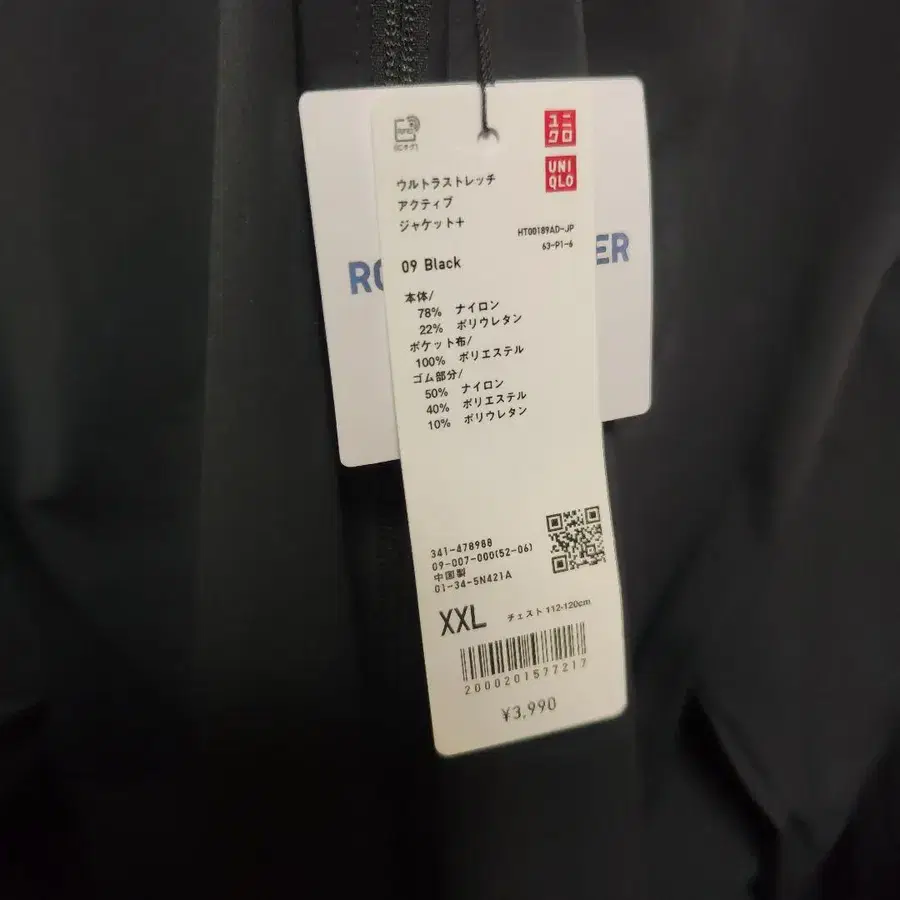 ユニ
クロ
UNI
QLO
ウルトラストレッチ
アクティブ
ジャケット+
HT00189AD-JP
63-P1-6
09 Black
本体/
78% ナイロン
22% ポリウレタン
ポケット布/
100% ポリエステル
ゴム部分/
50% ナイロン
40% ポリエステル
10% ポリウレタン
341-478988
09-007-000(52-06)
中国製
01-34-5N421A
XXL チェスト 112-120cm
2000201577217
¥3,990